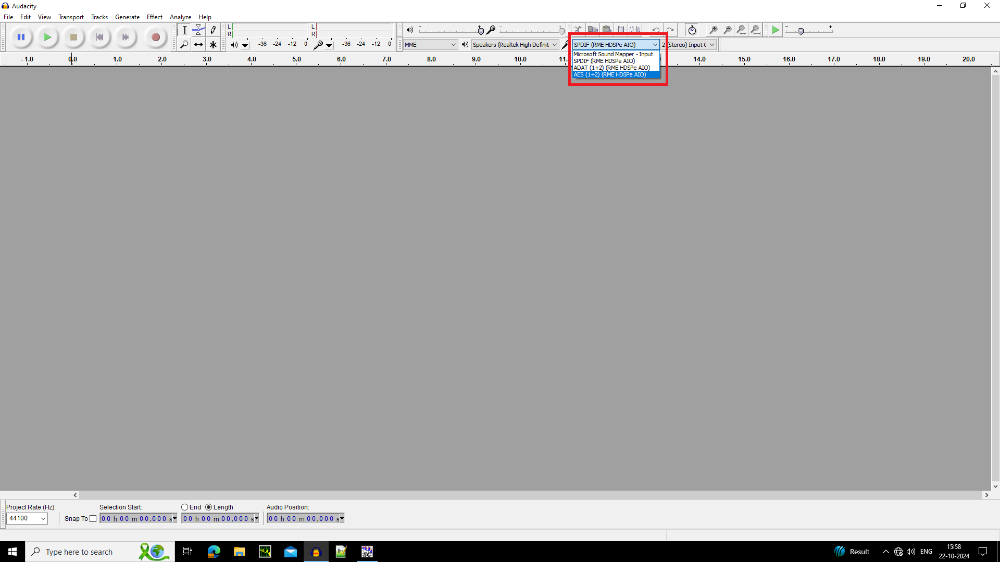 Audacity
File Edit View Transport Tracks Generate Effect Analyze Help
L
R
-36 -24 -12 0
L
R
-36 -24 -12 0
MME
Speakers (Realtek High Definit
SPDIF (RME HDSPe AIO)
2 (Stereo) Input C
Microsoft Sound Mapper - Input
SPDIF (RME HDSPe AIO)
ADAT (1+2) (RME HDSPe AIO)
AES (1+2) (RME HDSPe AIO)
- 1.0 0.0 1.0 2.0 3.0 4.0 5.0 6.0 7.0 8.0 9.0 10.0 14.0 15.0 16.0 17.0 18.0 19.0 20.0
Project Rate (Hz):
44100
Snap To
Selection Start:
00 h 00 m 00.000 s
End Length
00 h 00 m 00.000 s
Audio Position:
00 h 00 m 00.000 s
Type here to search
SC
Result
ENG
15:58
22-10-2024